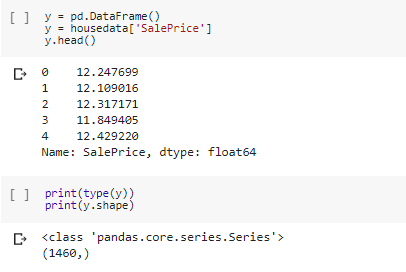 [ ] y = pd.DataFrame()
y = housedata['SalePrice']
y.head()
0 12.247699
1 12.109016
2 12.317171
3 11.849405
4 12.429220
Name: SalePrice, dtype: float64
[ ] print(type(y))
print(y.shape)
<class 'pandas.core.series.Series'>
(1460,)